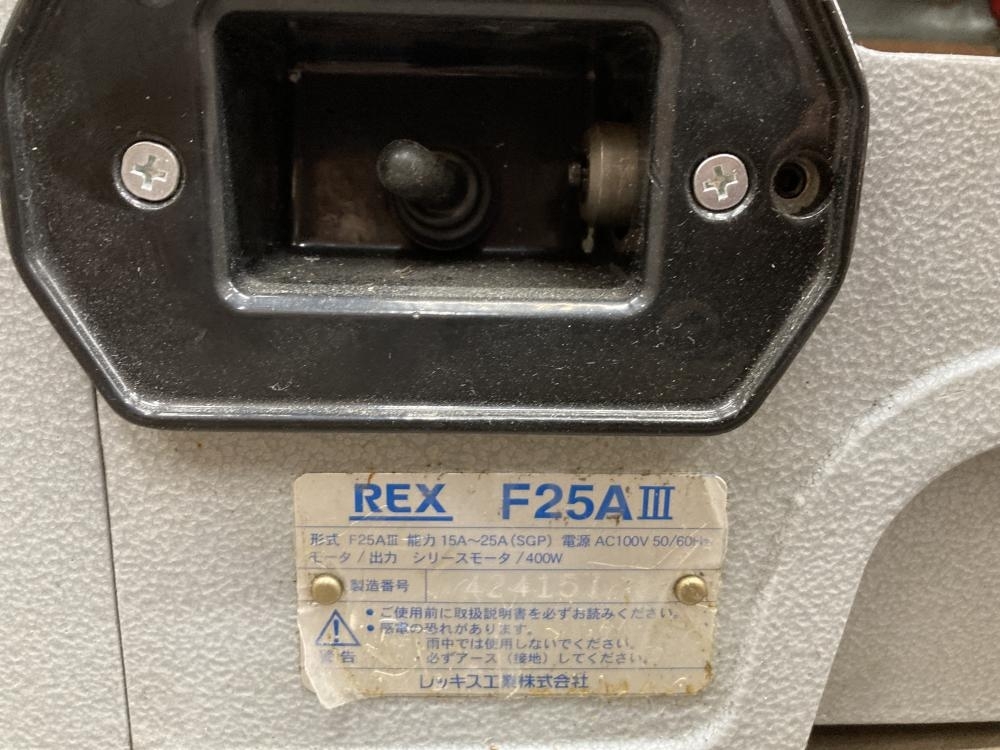 REX F25AⅢ
形式 F25AⅢ 能力 15A～25A(SGP) 電源 AC100V 50/60Hz
モータ/出力 シリースモータ/400W
製造番号 424151
警告
• ご使用前に取扱説明書を必ずお読みください。
• 感電の恐れがあります。
・雨中では使用しないでください。
・必ずアース（接地）してください。
レッキス工業株式会社